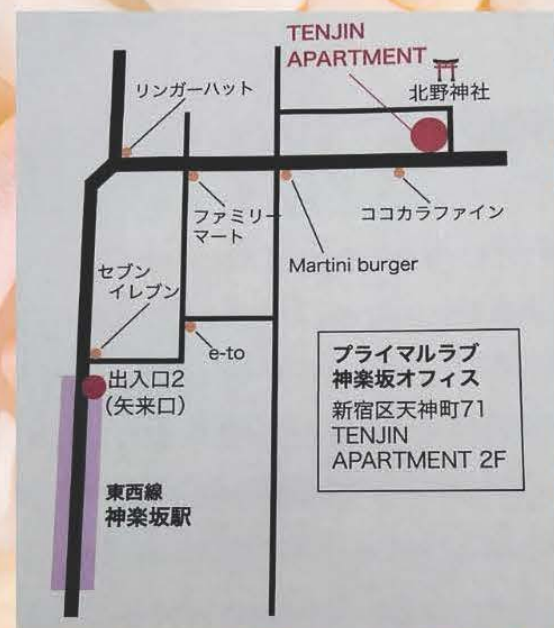 TENJIN
APARTMENT
北野神社
リンガーハット
ファミリー
マート
ココカラファイン
Martini burger
セブン
イレブン
e-to
出入口2
(矢来口)
東西線
神楽坂駅
プライマルラブ
神楽坂オフィス
新宿区天神町71
TENJIN
APARTMENT 2F